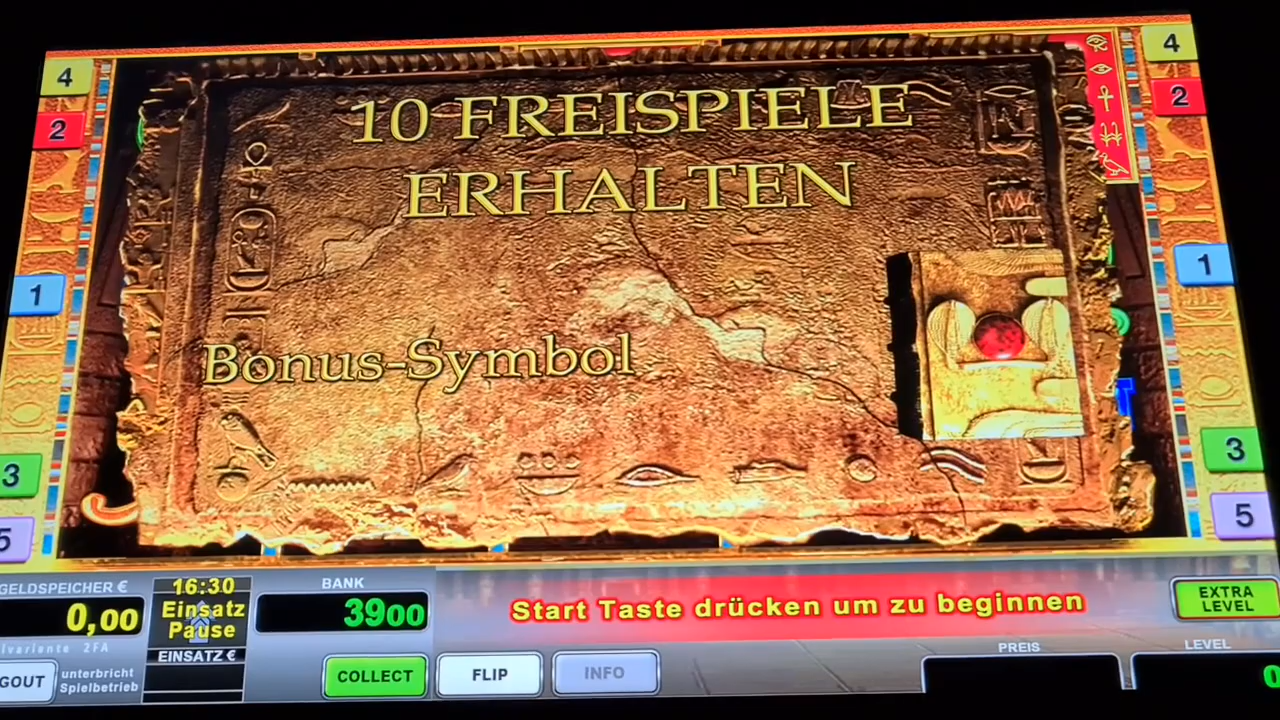 4
4
2
2
10 FREISPIELE
ERHALTEN
1
1
Bonus-Symbol
3
3
5
5
GELDSPEICHER €
0,00
16:30
Einsatz
Pause
EINSATZ €
BANK
3900
Start Taste drücken um zu beginnen
EXTRA
LEVEL
unterbricht
Spielbetrieb
COLLECT
FLIP
INFO
PREIS
LEVEL
0